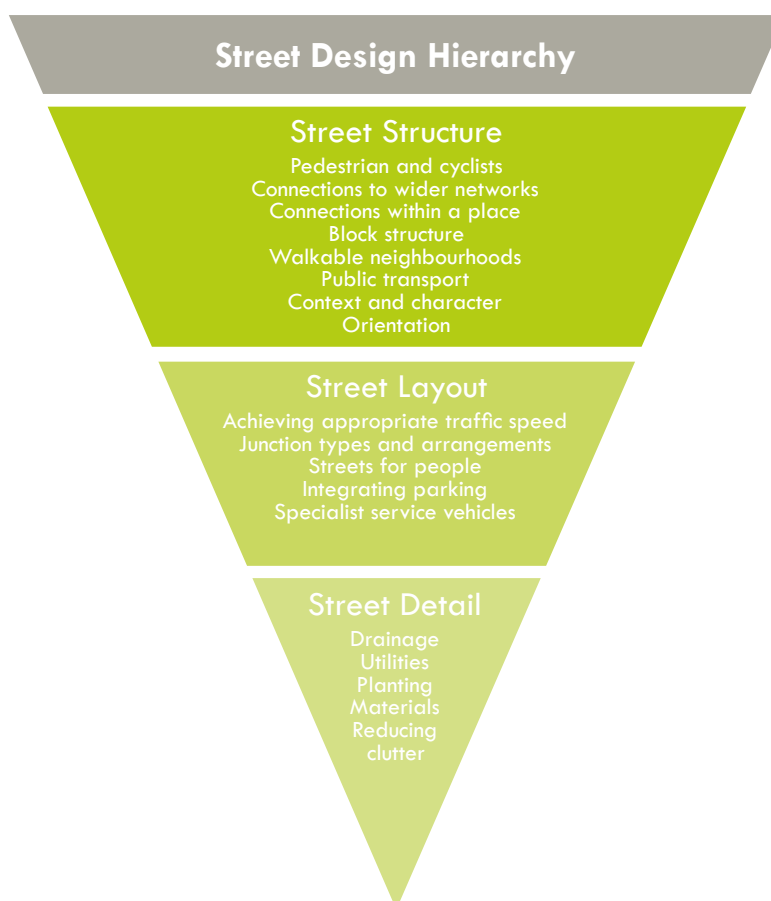 Street Design Hierarchy
Street Structure
Pedestrian and cyclists
Connections to wider networks
Connections within a place
Block structure
Walkable neighbourhoods
Public transport
Context and character
Orientation
Street Layout
Achieving appropriate traffic speed
Junction types and arrangements
Streets for people
Integrating parking
Specialist service vehicles
Street Detail
Drainage
Utilities
Planting
Materials
Reducing
clutter